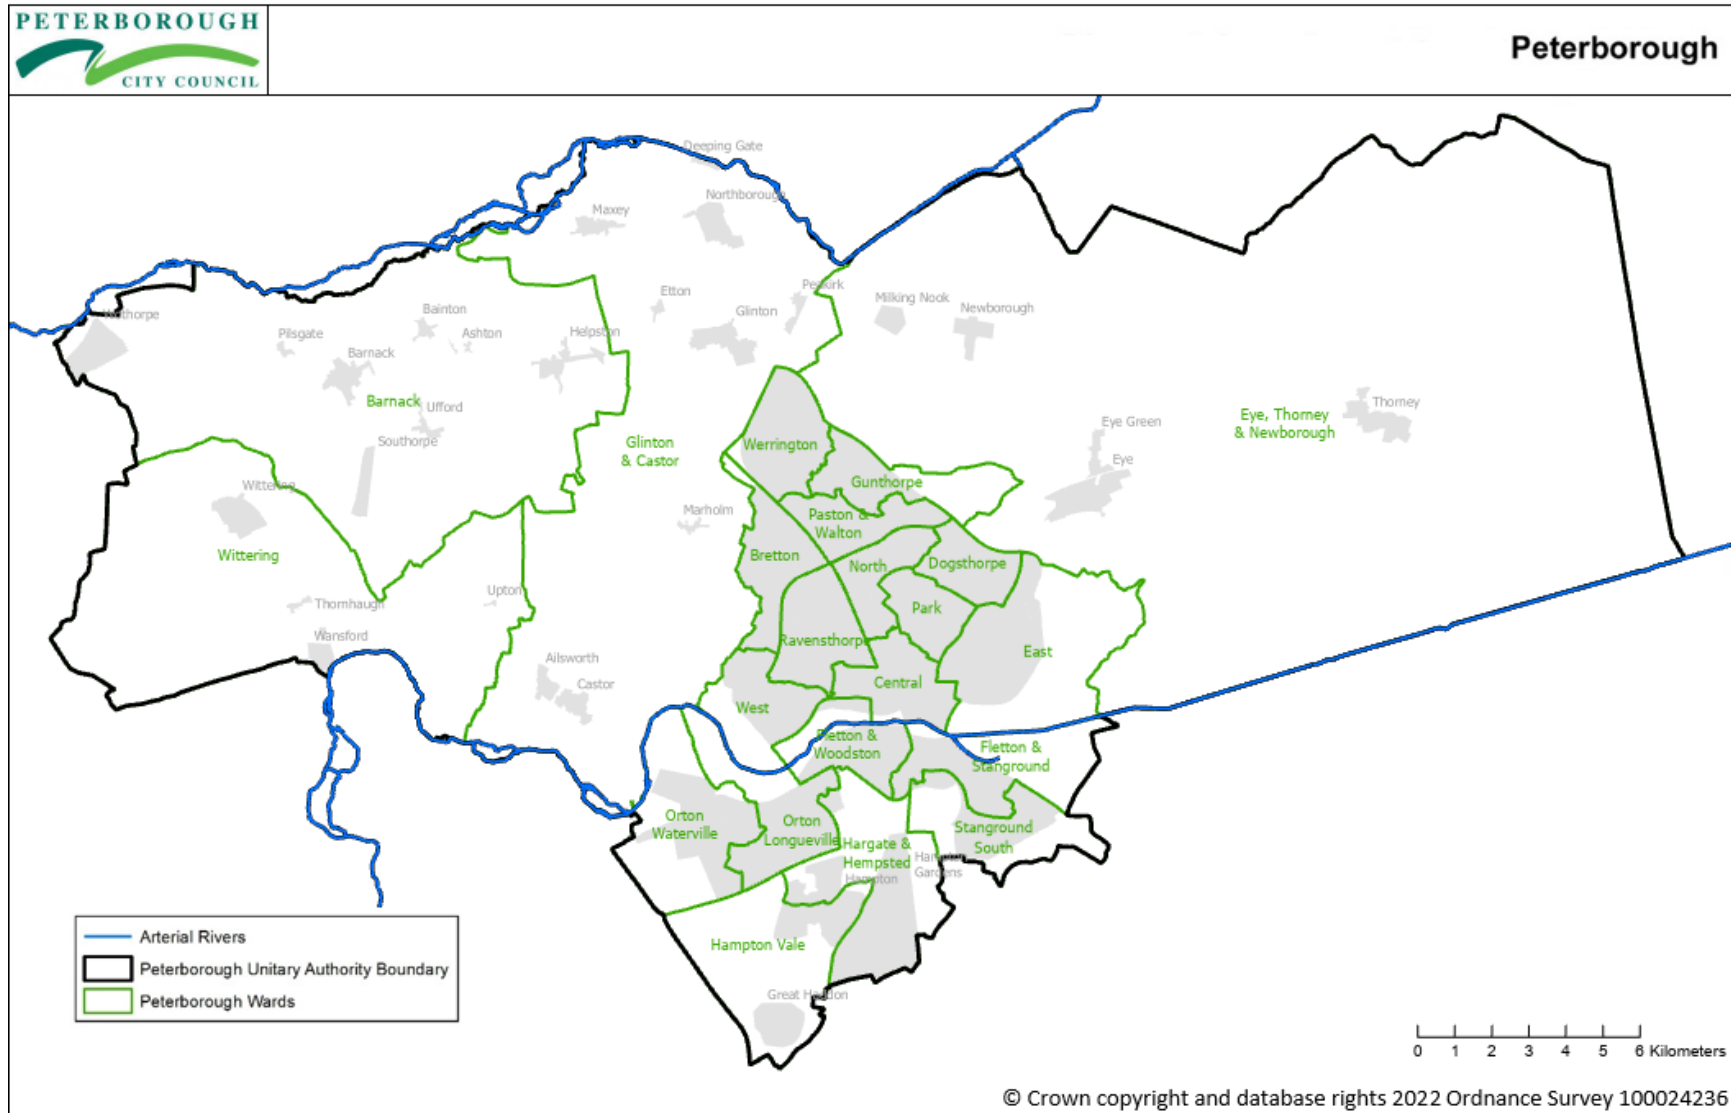 PETERBOROUGH
CITY COUNCIL
Peterborough
Deeping Gate
Northborough
Maxey
Etton
Peakirk
Milking Nook
Newborough
Glinton
Wothorpe
Bainton
Pilsgate
Ashton
Helpston
Barnack
Barnack
Ufford
Southorpe
Glinton
& Castor
Werrington
Eye, Thorney
& Newborough
Thorney
Eye Green
Eye
Wittering
Wittering
Gunthorpe
Marholm
Paston &
Walton
Bretton
North
Dogsthorpe
Upton
Thornhaugh
Park
Wansford
Ravensthorpe
East
Ailsworth
Castor
Central
West
Fletton &
Woodston
Fletton &
Stanground
Orton
Waterville
Orton
Longueville
Hargate &
Hempsted
Stanground
South
Hampton
Gardens
Hampton
Hampton Vale
Great Haddon
Arterial Rivers
Peterborough Unitary Authority Boundary
Peterborough Wards
0 1 2 3 4 5 6 Kilometers
© Crown copyright and database rights 2022 Ordnance Survey 100024236